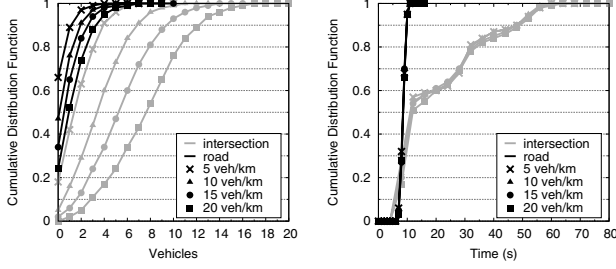 Cumulative Distribution Function
1
0.8
0.6
0.4
0.2
0
0 2 4 6 8 10 12 14 16 18 20
Vehicles
intersection
road
5 veh/km
10 veh/km
15 veh/km
20 veh/km
Cumulative Distribution Function
1
0.8
0.6
0.4
0.2
0
0 10 20 30 40 50 60 70 80
Time (s)
intersection
road
5 veh/km
10 veh/km
15 veh/km
20 veh/km